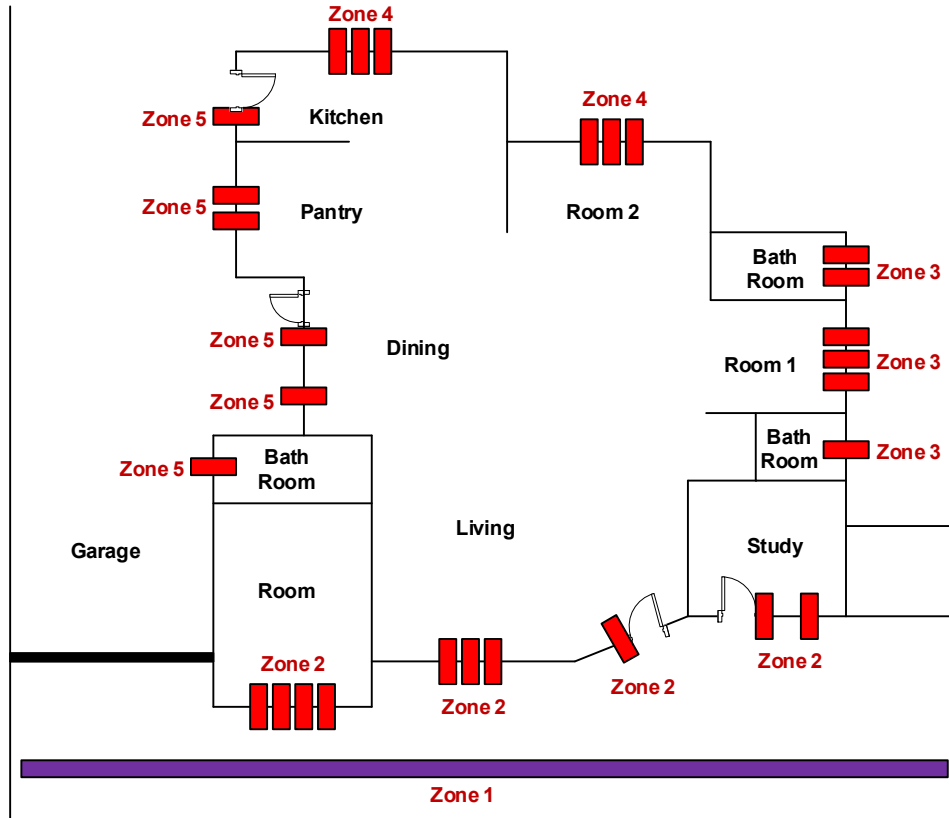 Zone 4
Zone 5
Kitchen
Zone 4
Zone 5
Pantry
Room 2
Bath
Room
Zone 3
Zone 5
Dining
Room 1
Zone 3
Zone 5
Zone 5
Bath
Room
Bath
Room
Zone 3
Garage
Living
Study
Room
Zone 2
Zone 2
Zone 2
Zone 2
Zone 1